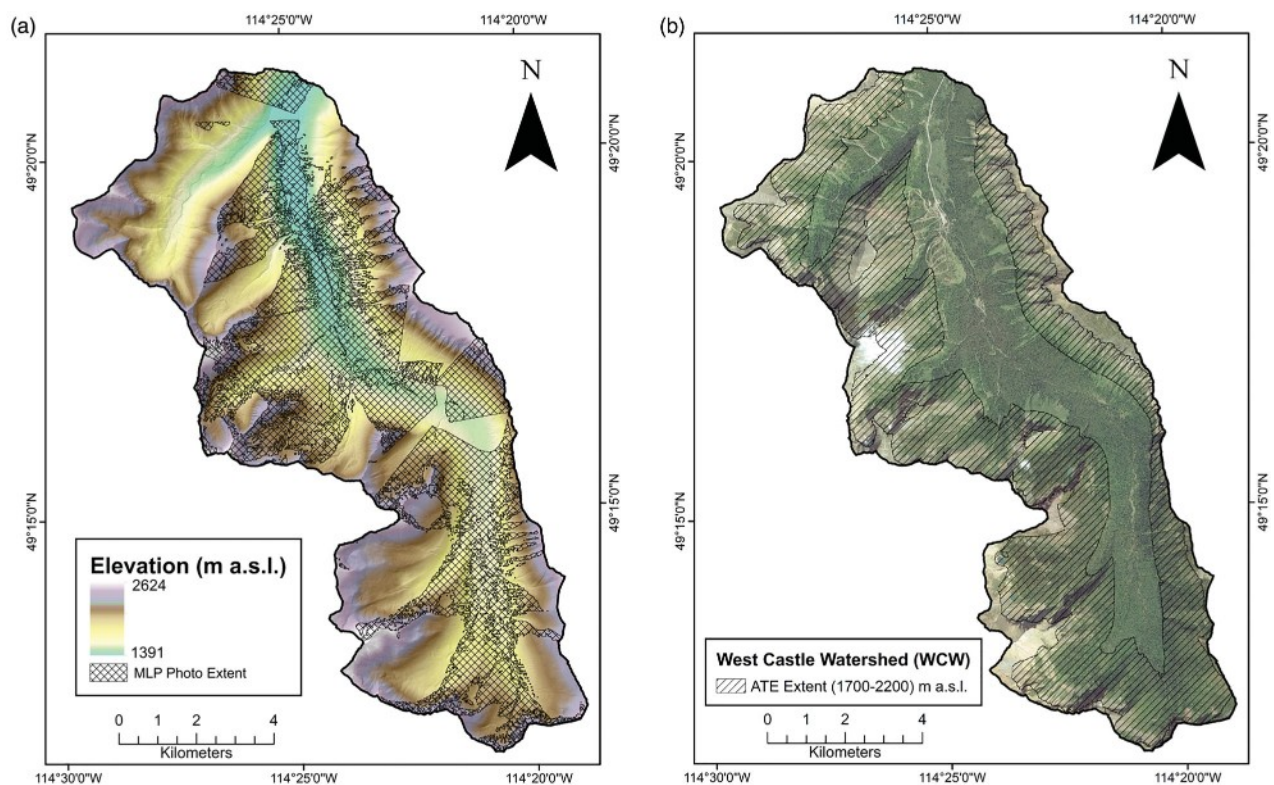 (a)
114°25'0"W
114°20'0"W
N
49°20'0"N
49°20'0"N
49°15'0"N
49°15'0"N
Elevation (m a.s.l.)
2624
1391
MLP Photo Extent
0 1 2 4
Kilometers
114°30'0"W
114°25'0"W
114°20'0"W
(b)
114°25'0"W
114°20'0"W
N
49°20'0"N
49°20'0"N
49°15'0"N
49°15'0"N
West Castle Watershed (WCW)
ATE Extent (1700-2200) m a.s.l.
0 1 2 4
Kilometers
114°30'0"W
114°25'0"W
114°20'0"W